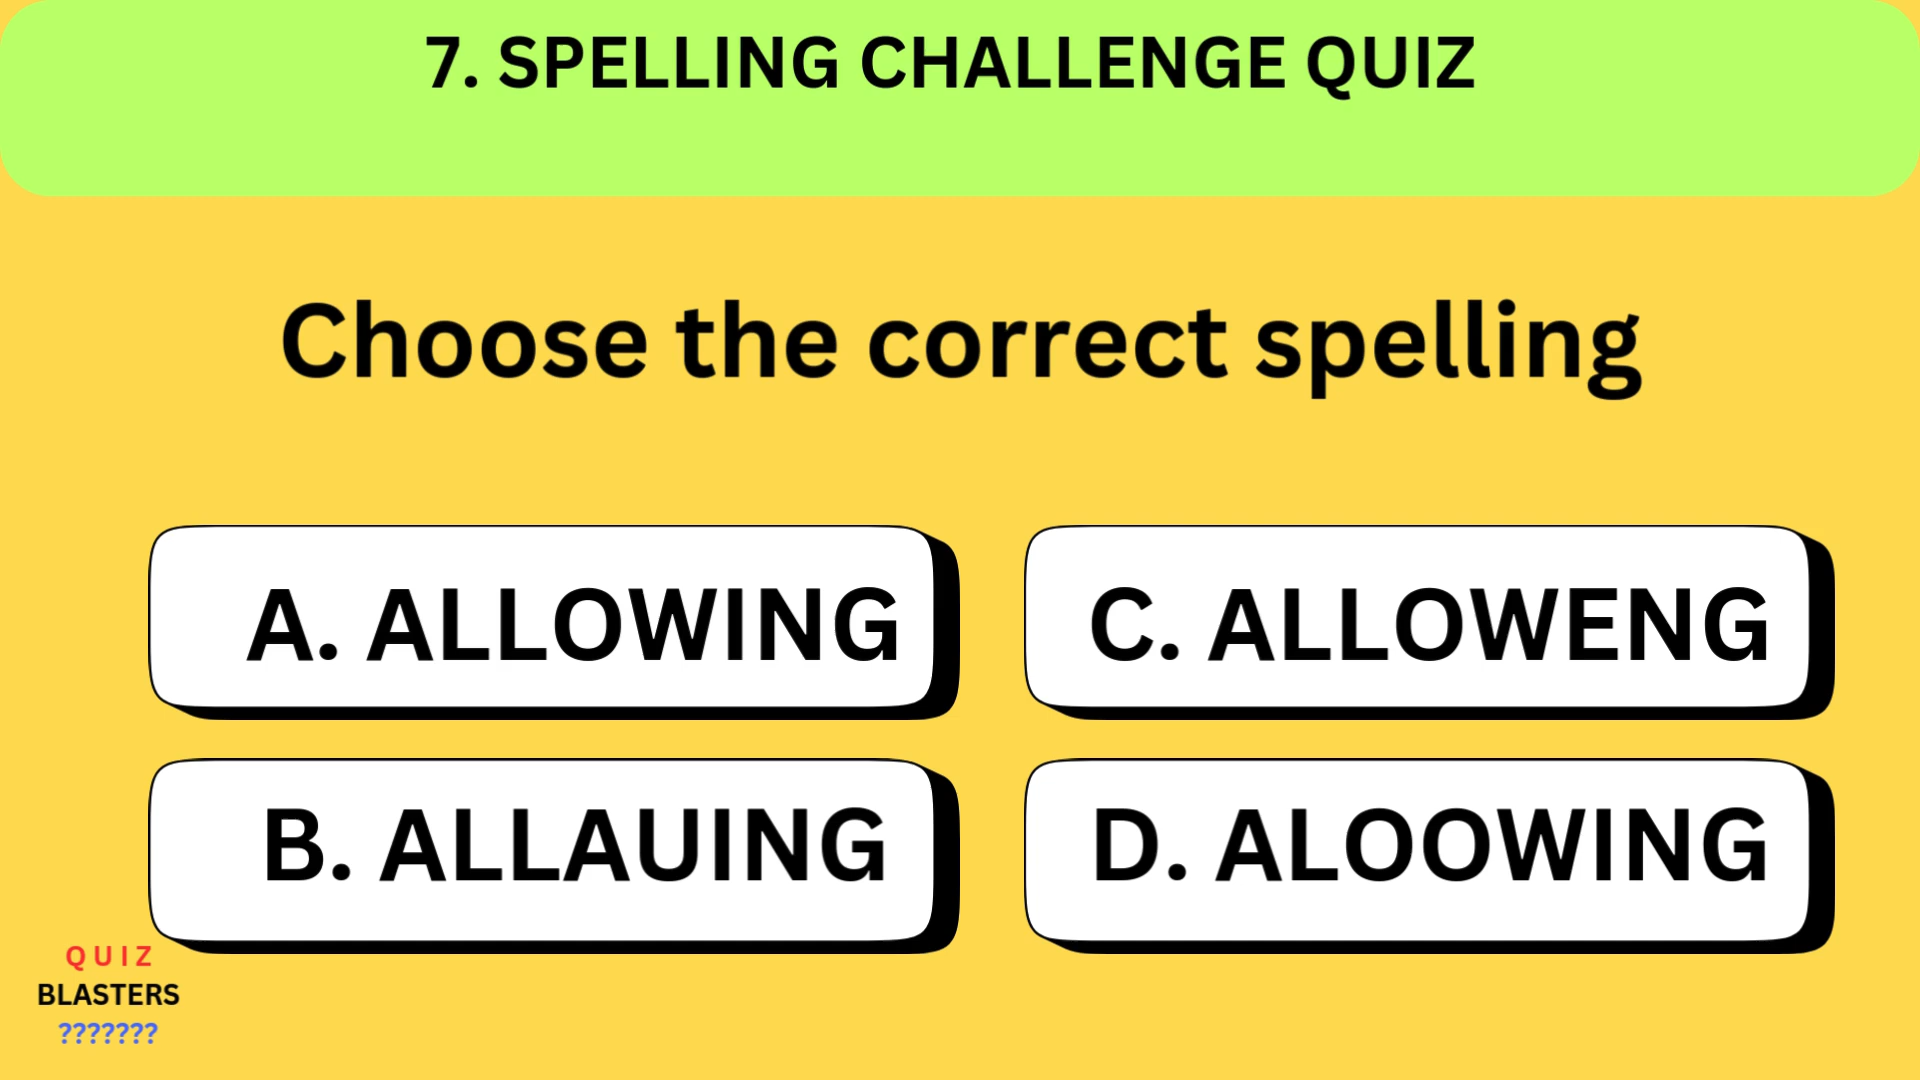 7. SPELLING CHALLENGE QUIZ
Choose the correct spelling
A. ALLOWING
C. ALLOWENG
B. ALLAUING
D. ALOOWING
QUIZ
BLASTERS
???????